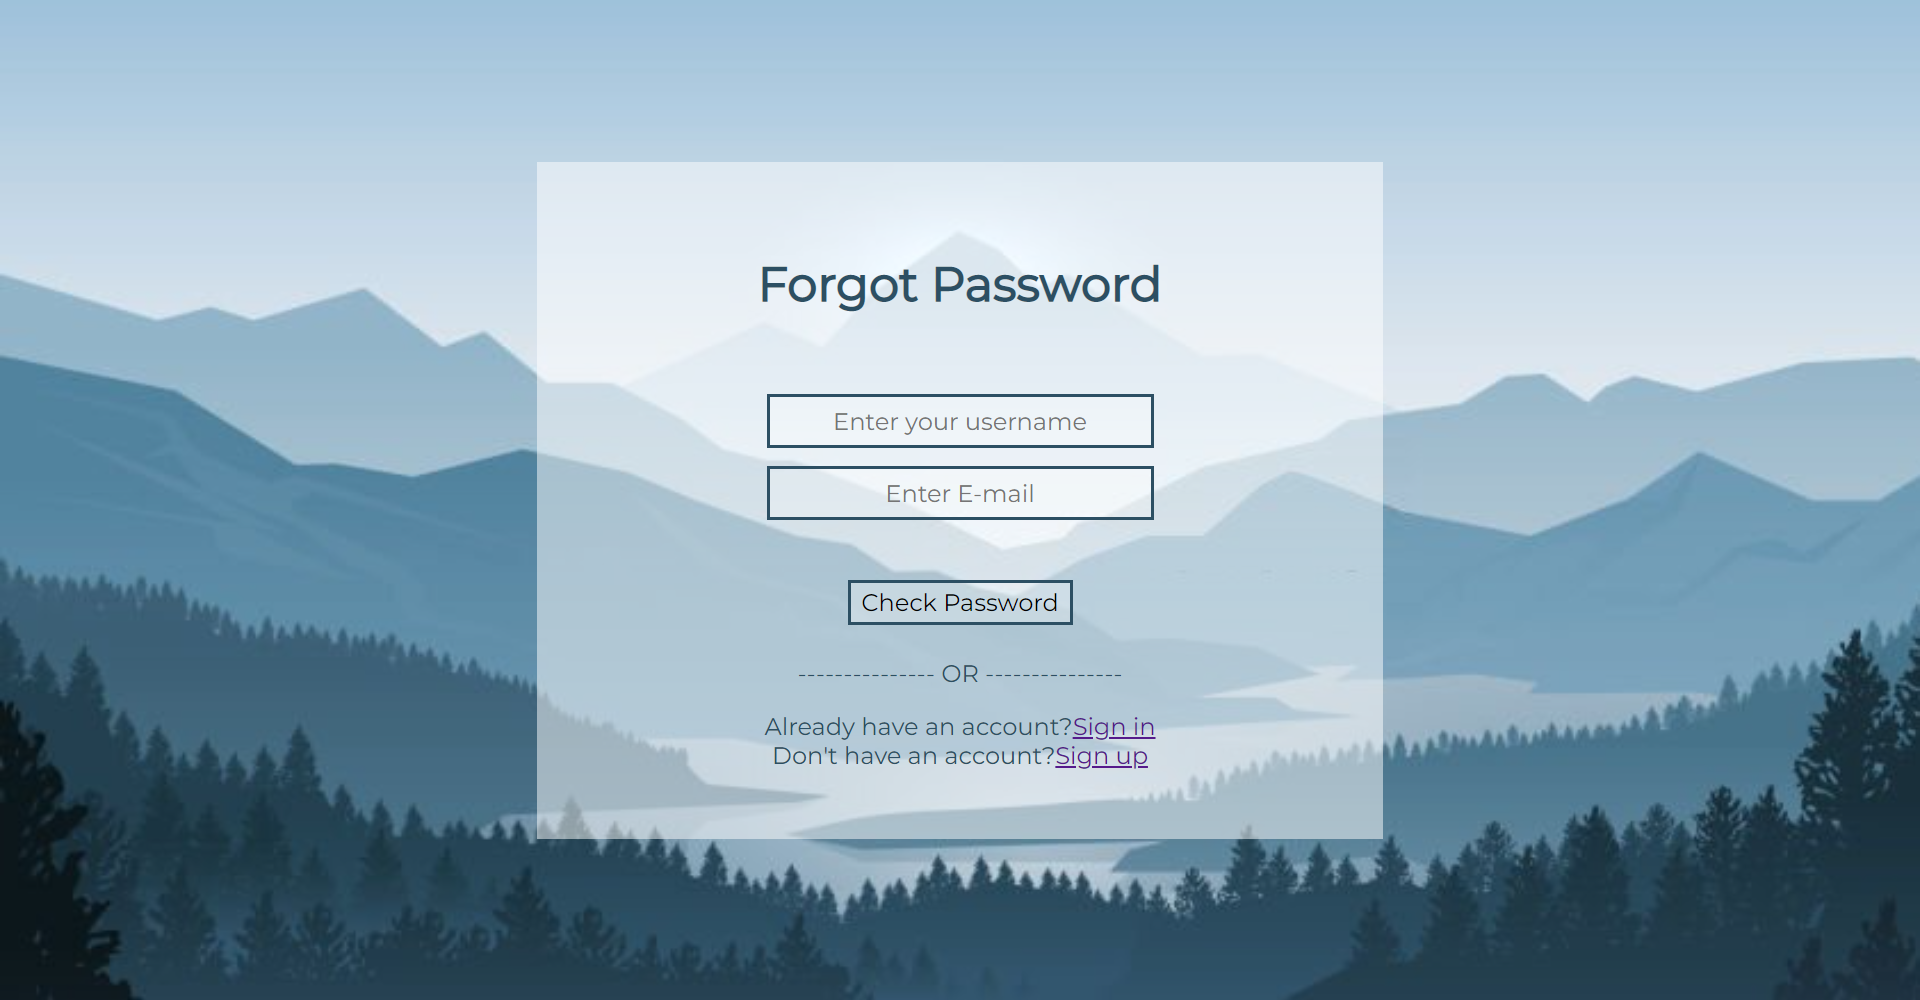 Forgot Password
Enter your username
Enter E-mail
Check Password
--------------- OR ---------------
Already have an account?Sign in
Don't have an account?Sign up